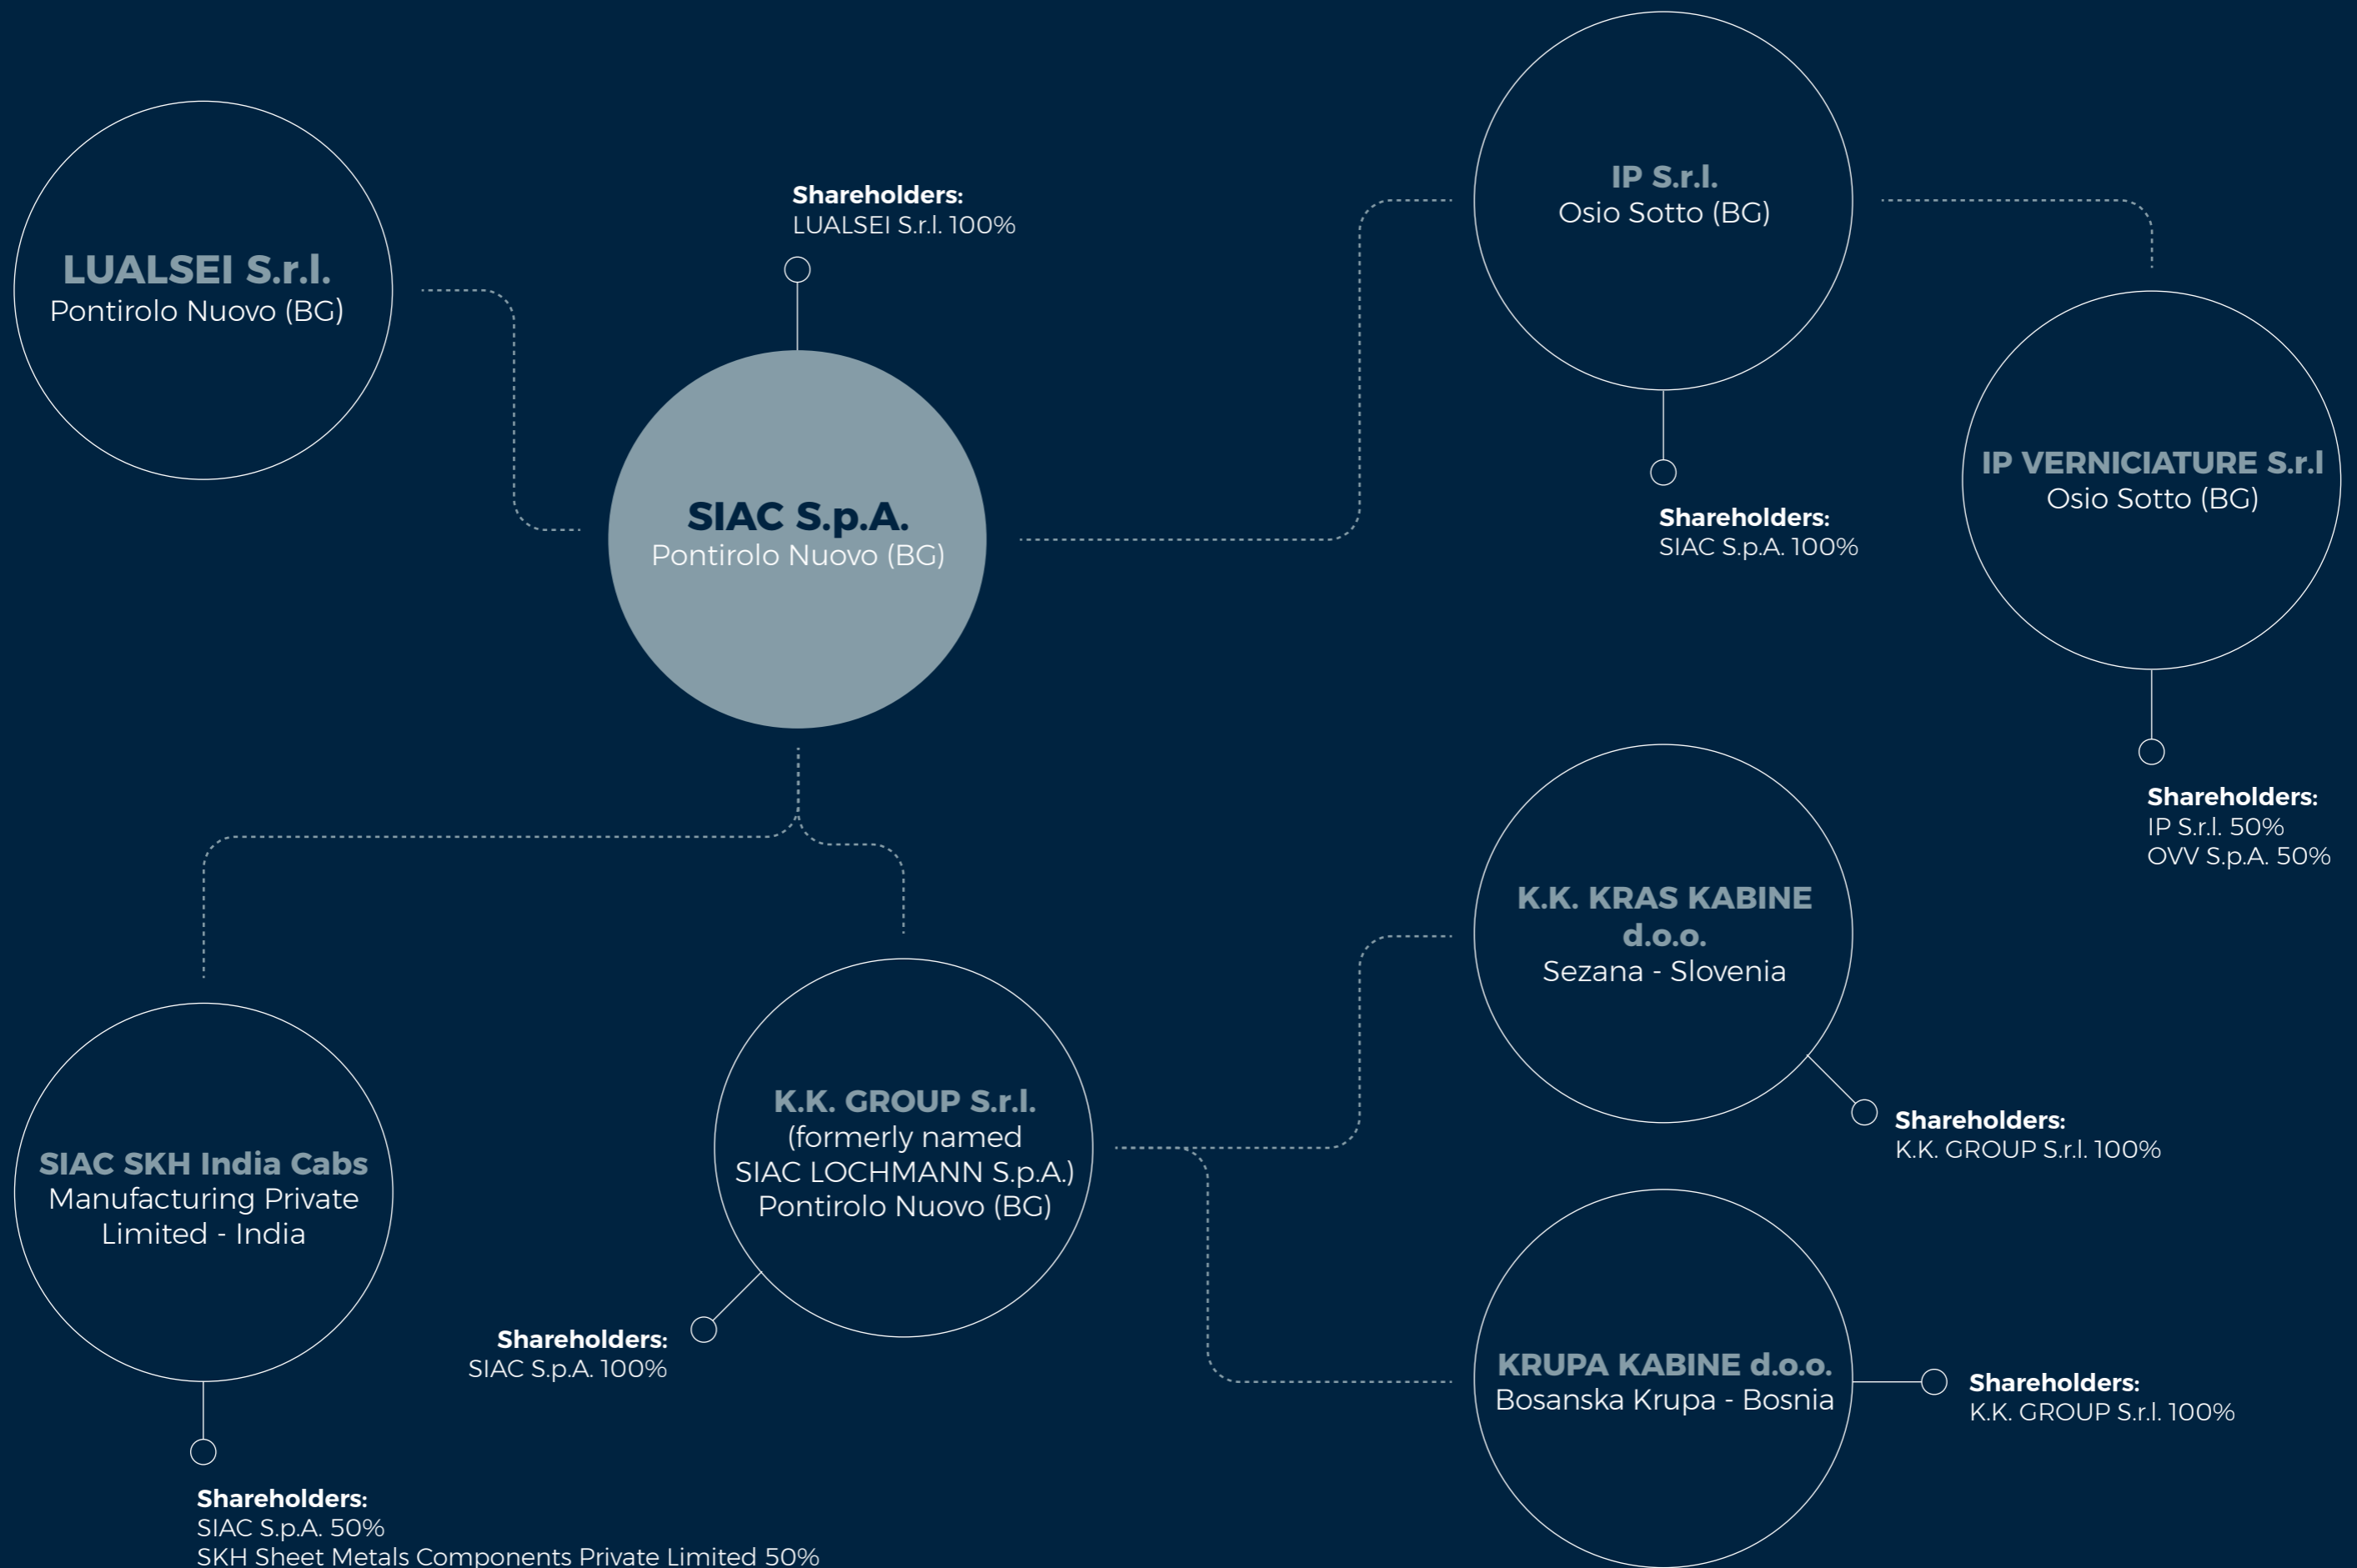 LUALSEI S.r.l.
Pontirolo Nuovo (BG)
Shareholders:
LUALSEI S.r.l. 100%
SIAC S.p.A.
Pontirolo Nuovo (BG)
IP S.r.l.
Osio Sotto (BG)
Shareholders:
SIAC S.p.A. 100%
IP VERNICIATURE S.r.l
Osio Sotto (BG)
Shareholders:
IP S.r.l. 50%
OVV S.p.A. 50%
SIAC SKH India Cabs
Manufacturing Private
Limited - India
Shareholders:
SIAC S.p.A. 50%
SKH Sheet Metals Components Private Limited 50%
K.K. GROUP S.r.l.
(formerly named
SIAC LOCHMANN S.p.A.)
Pontirolo Nuovo (BG)
Shareholders:
SIAC S.p.A. 100%
K.K. KRAS KABINE
d.o.o.
Sezana - Slovenia
Shareholders:
K.K. GROUP S.r.l. 100%
KRUPA KABINE d.o.o.
Bosanska Krupa - Bosnia
Shareholders:
K.K. GROUP S.r.l. 100%